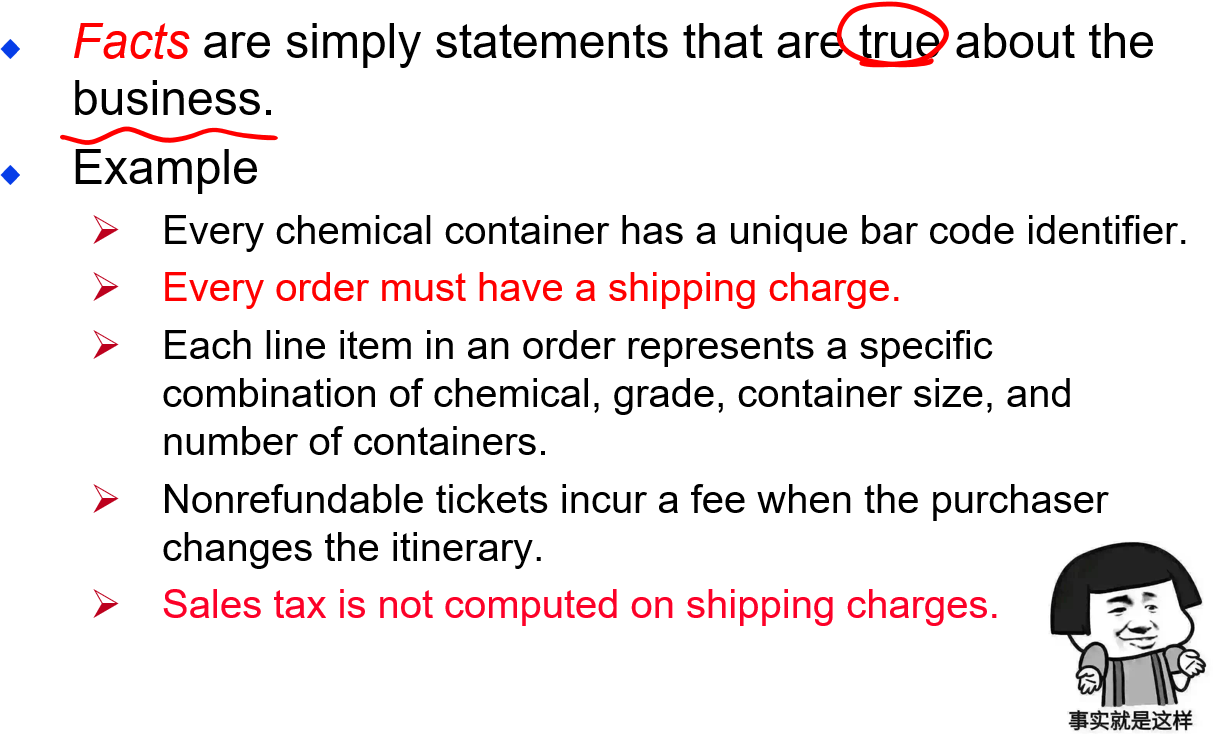 Facts are simply statements that are true about the
business.
Example
Every chemical container has a unique bar code identifier.
Every order must have a shipping charge.
Each line item in an order represents a specific
combination of chemical, grade, container size, and
number of containers.
Nonrefundable tickets incur a fee when the purchaser
changes the itinerary.
Sales tax is not computed on shipping charges.
事实就是这样